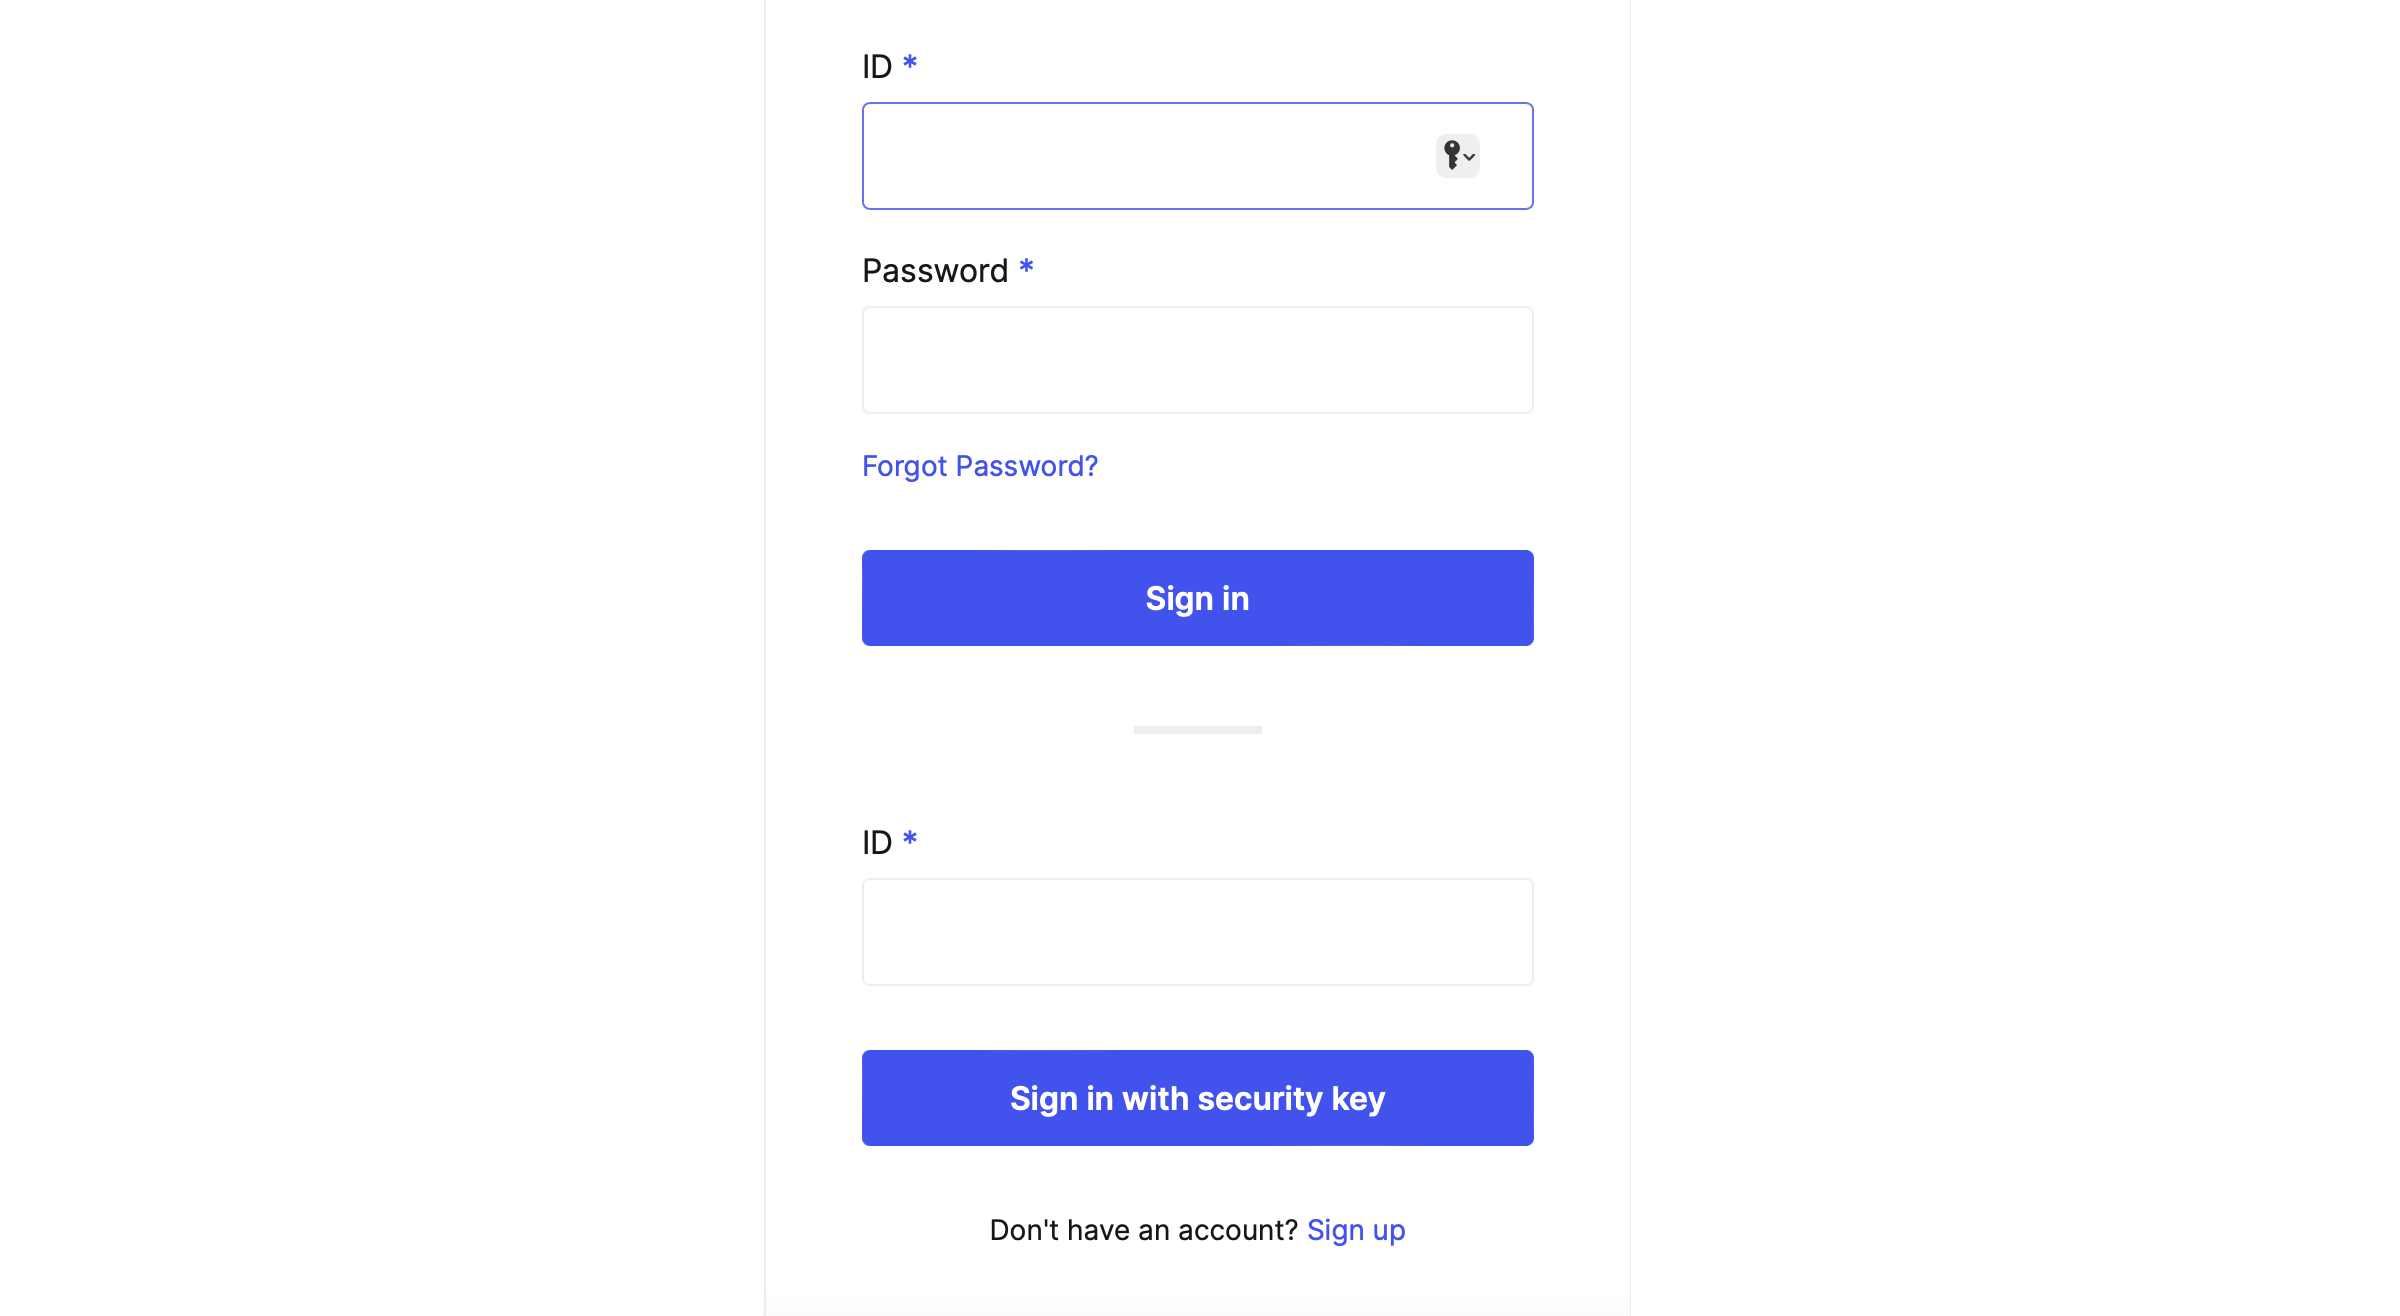 ID *
Password *
Forgot Password?
Sign in
ID *
Sign in with security key
Don't have an account? Sign up